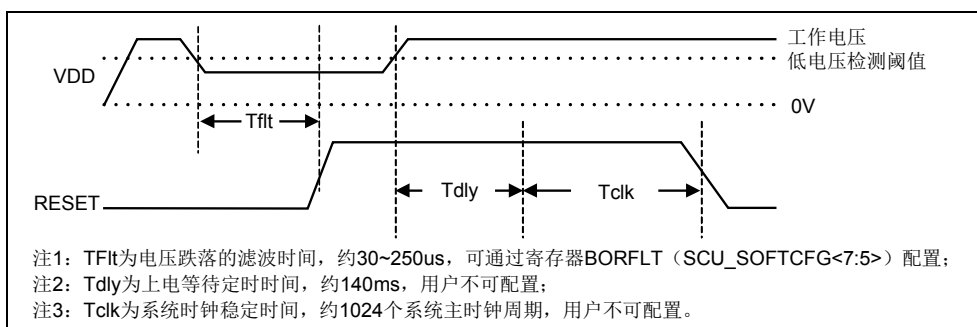 工作电压
VDD
低电压检测阈值
0V
Tflt
Tdly
Tclk
RESET
注1：TFlt为电压跌落的滤波时间，约30~250us，可通过寄存器BORFLT（SCU_SOFTCFG<7:5>）配置；
注2：Tdly为上电等待定时时间，约140ms，用户不可配置；
注3：Tclk为系统时钟稳定时间，约1024个系统主时钟周期，用户不可配置。